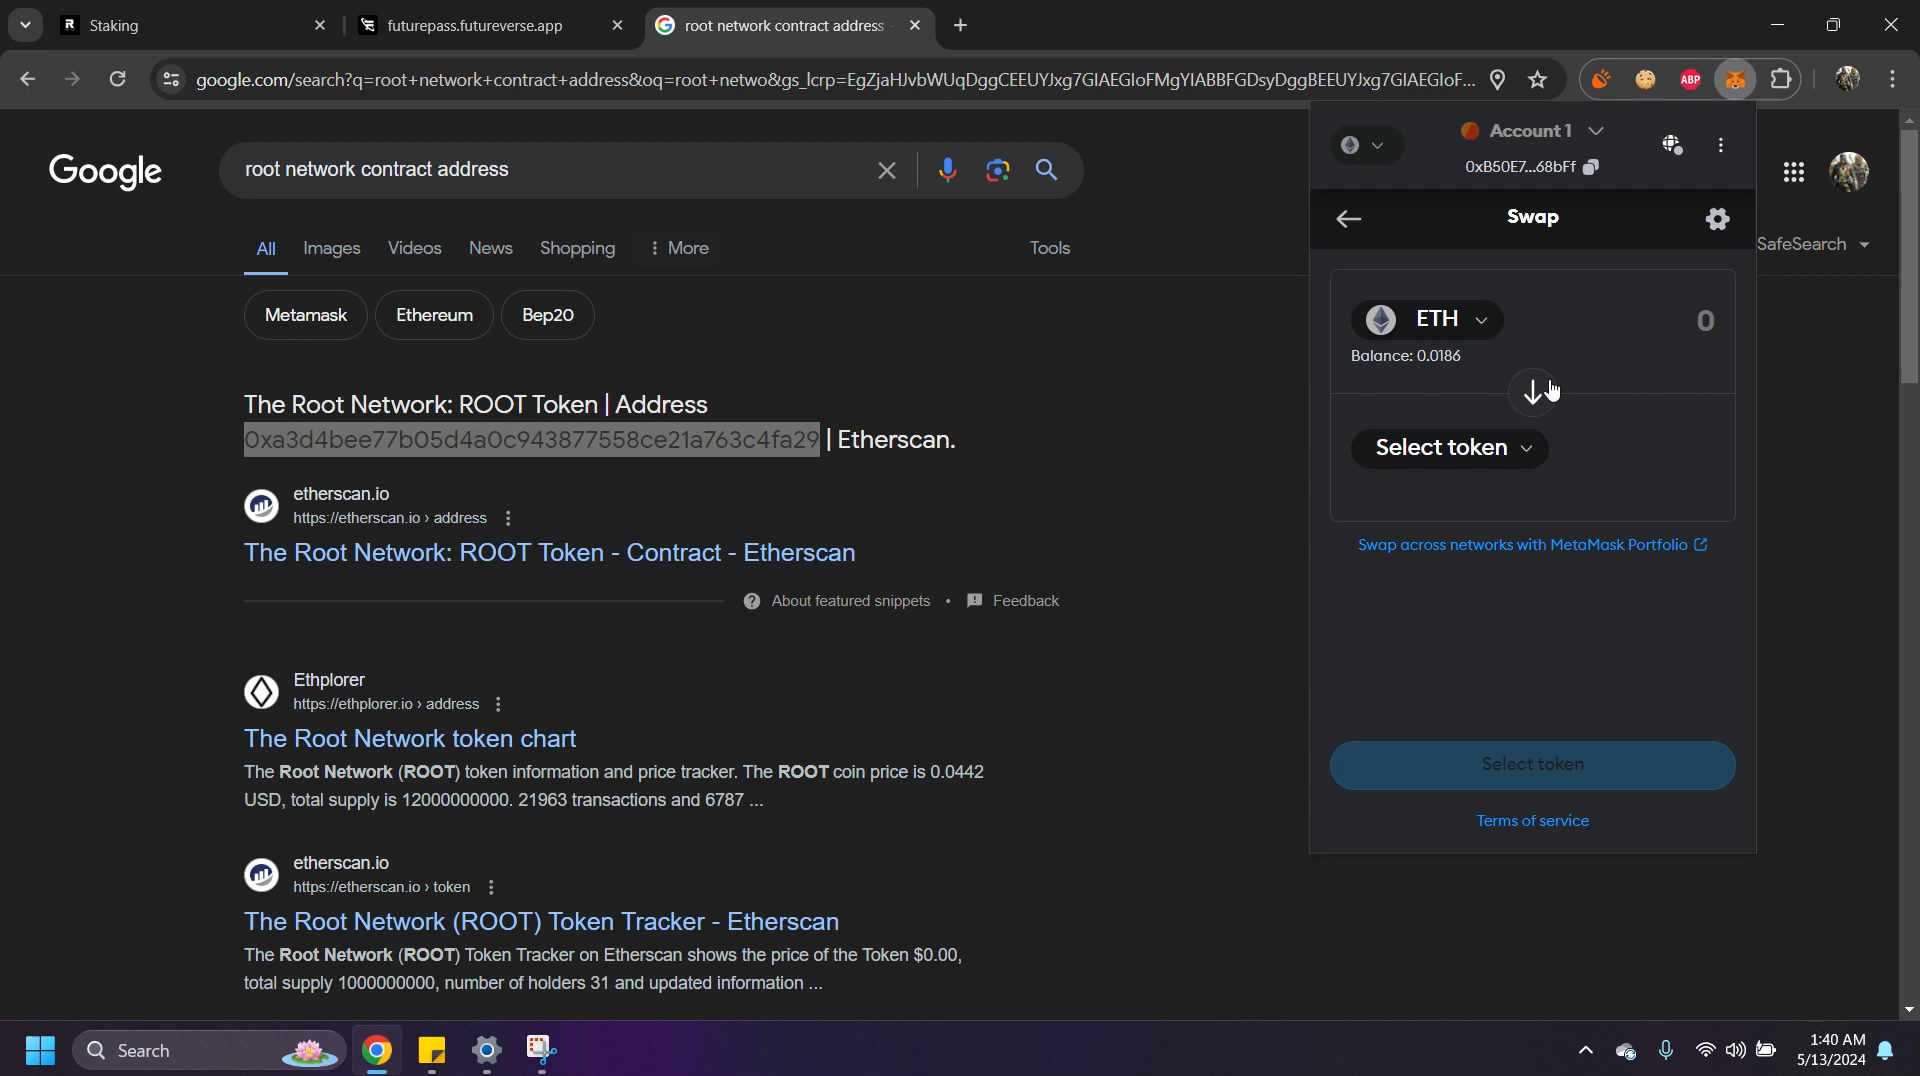 Staking
futurepass.futureverse.app
root network contract address -
google.com/search?q=root+network+contract+address&oq=root+netwo&gs_lcrp=EgZjaHJvbWUqDggCEEUYJxg7GIAEGIoFMgYIABBFGDsyDggBEEUYJxg7GIAEGIoF...
ABP
Google
root network contract address
All Images Videos News Shopping More Tools
SafeSearch
Metamask Ethereum Bep20
The Root Network: ROOT Token | Address
0xa3d4bee77b05d4a0c943877558ce21a763c4fa29 | Etherscan.
etherscan.io
https://etherscan.io › address
The Root Network: ROOT Token - Contract - Etherscan
About featured snippets • Feedback
Ethplorer
https://ethplorer.io › address
The Root Network token chart
The Root Network (ROOT) token information and price tracker. The ROOT coin price is 0.0442
USD, total supply is 12000000000. 21963 transactions and 6787 ...
etherscan.io
https://etherscan.io › token
The Root Network (ROOT) Token Tracker - Etherscan
The Root Network (ROOT) Token Tracker on Etherscan shows the price of the Token $0.00,
total supply 1000000000, number of holders 31 and updated information ...
Account 1
0xB50E7...68bFf
Swap
ETH 0
Balance: 0.0186
Select token
Swap across networks with MetaMask Portfolio
Select token
Terms of service
Search
1:40 AM
5/13/2024